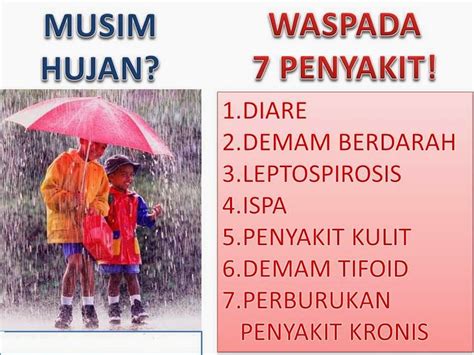 MUSIM
HUJAN?
WASPADA
7 PENYAKIT!
1.DIARE
2.DEMAM BERDARAH
3.LEPTOSPIROSIS
4.ISPA
5.PENYAKIT KULIT
6.DEMAM TIFOID
7.PERBURUKAN
PENYAKIT KRONIS